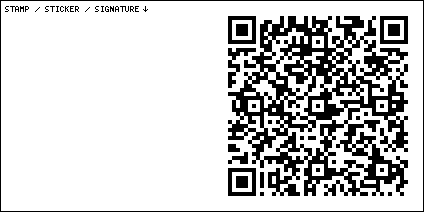 STAMP / STICKER / SIGNATURE ↓